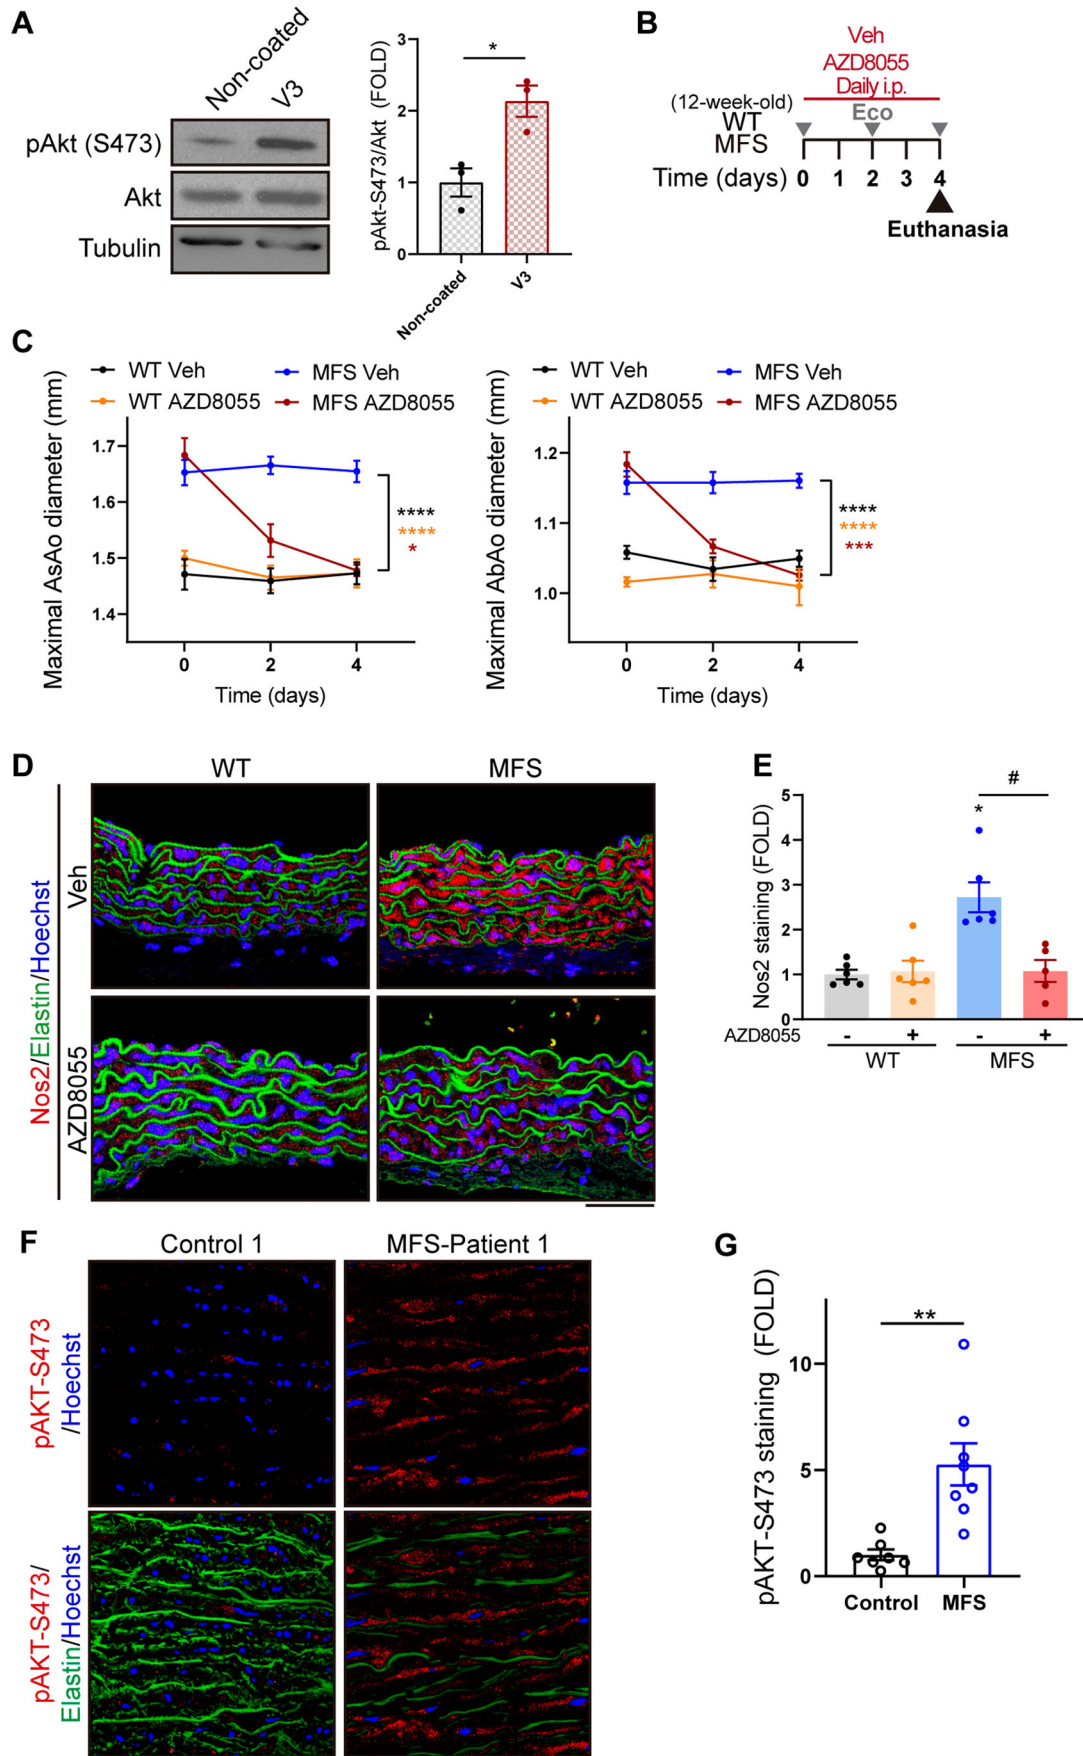 A
Non-coated
V3
pAkt (S473)
Akt
Tubulin
pAkt-S473/Akt (FOLD)
3
2
1
0
*
Non-coated
V3
B
Veh
AZD8055
Daily i.p.
(12-week-old)
WT
MFS
Eco
Time (days) 0 1 2 3 4
Euthanasia
C
WT Veh
MFS Veh
WT AZD8055
MFS AZD8055
Maximal AsAo diameter (mm)
1.7
1.6
1.5
1.4
****
****
*
0 2 4
Time (days)
WT Veh
MFS Veh
WT AZD8055
MFS AZD8055
Maximal AbAo diameter (mm)
1.2
1.1
1.0
****
****
***
0 2 4
Time (days)
D
WT
MFS
Nos2/Elastin/Hoechst
Veh
AZD8055
E
Nos2 staining (FOLD)
5
4
3
2
1
0
*
#
AZD8055 - + - +
WT MFS
F
Control 1
MFS-Patient 1
pAKT-S473
/Hoechst
pAKT-S473/
Elastin/Hoechst
G
pAKT-S473 staining (FOLD)
10
5
0
**
Control MFS